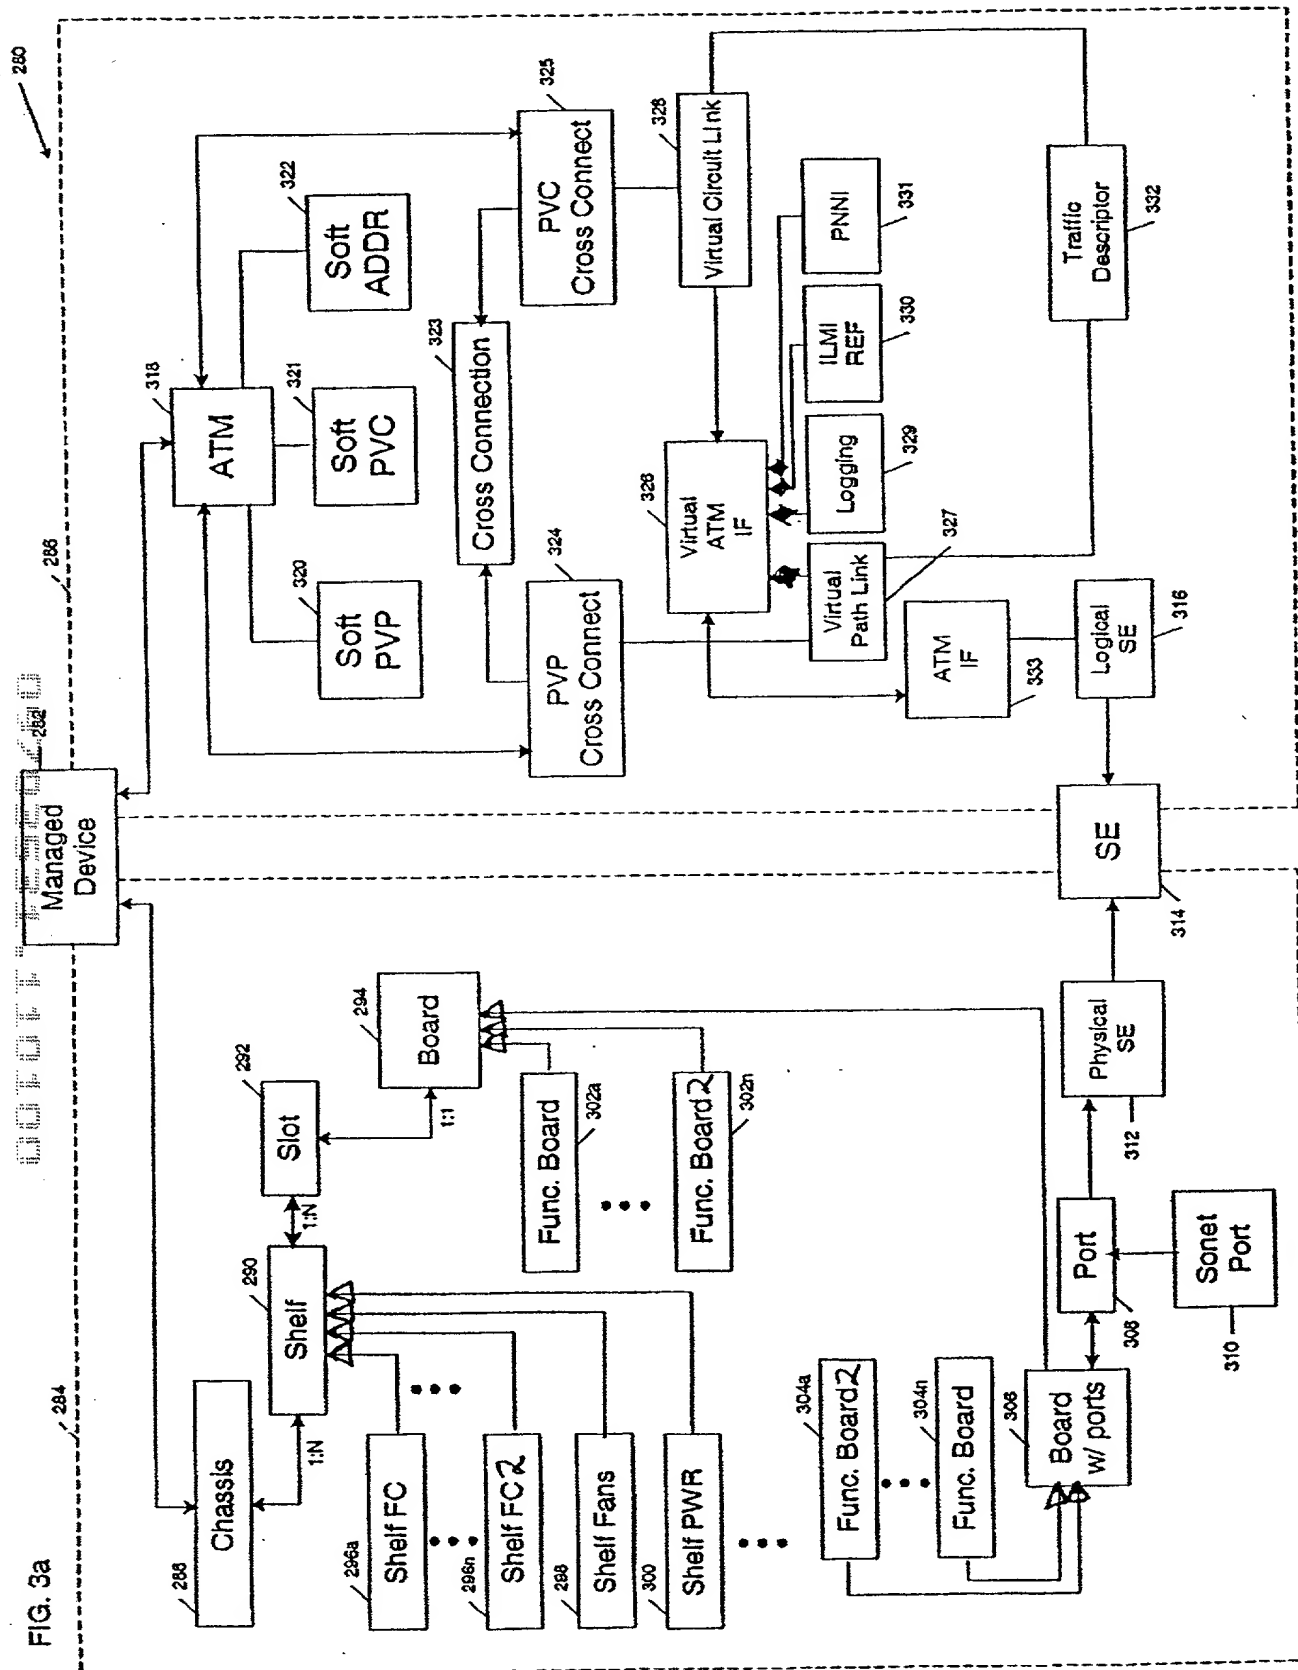 FIG. 3a
280
282
Managed
Device
284
286
Chassis
288
1:N
Shelf
290
1:N
Slot
292
1:1
Board
294
Shelf FC
296a
Shelf FC2
296n
Shelf Fans
298
Shelf PWR
300
Func. Board
302a
Func. Board2
302n
Func. Board2
304a
Func. Board
304n
Board
w/ ports
306
Port
308
Sonet
Port
310
Physical
SE
312
SE
314
Logical
SE
316
ATM
318
Soft
PVP
320
Soft
PVC
321
Soft
ADDR
322
Cross Connection
323
PVP
Cross Connect
324
PVC
Cross Connect
325
Virtual
ATM
IF
326
Virtual
Path Link
327
Virtual Circuit Link
328
Logging
329
ILMI
REF
330
PNNI
331
Traffic
Descriptor
332
ATM
IF
333